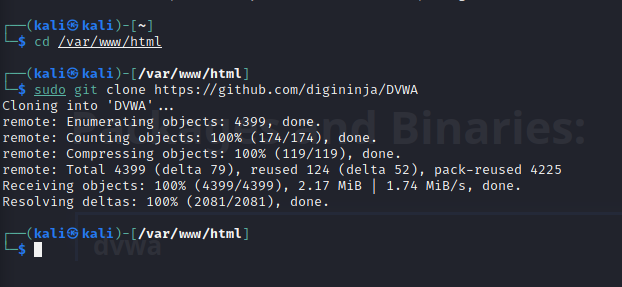 ┌──(kali㉿kali)-[~]
└─$ cd /var/www/html
┌──(kali㉿kali)-[/var/www/html]
└─$ sudo git clone https://github.com/digininja/DVWA
Cloning into 'DVWA'...
remote: Enumerating objects: 4399, done.
remote: Counting objects: 100% (174/174), done.
remote: Compressing objects: 100% (119/119), done.
remote: Total 4399 (delta 79), reused 124 (delta 52), pack-reused 4225
Receiving objects: 100% (4399/4399), 2.17 MiB | 1.74 MiB/s, done.
Resolving deltas: 100% (2081/2081), done.
┌──(kali㉿kali)-[/var/www/html]
└─$
Packages and Binaries:
dvwa